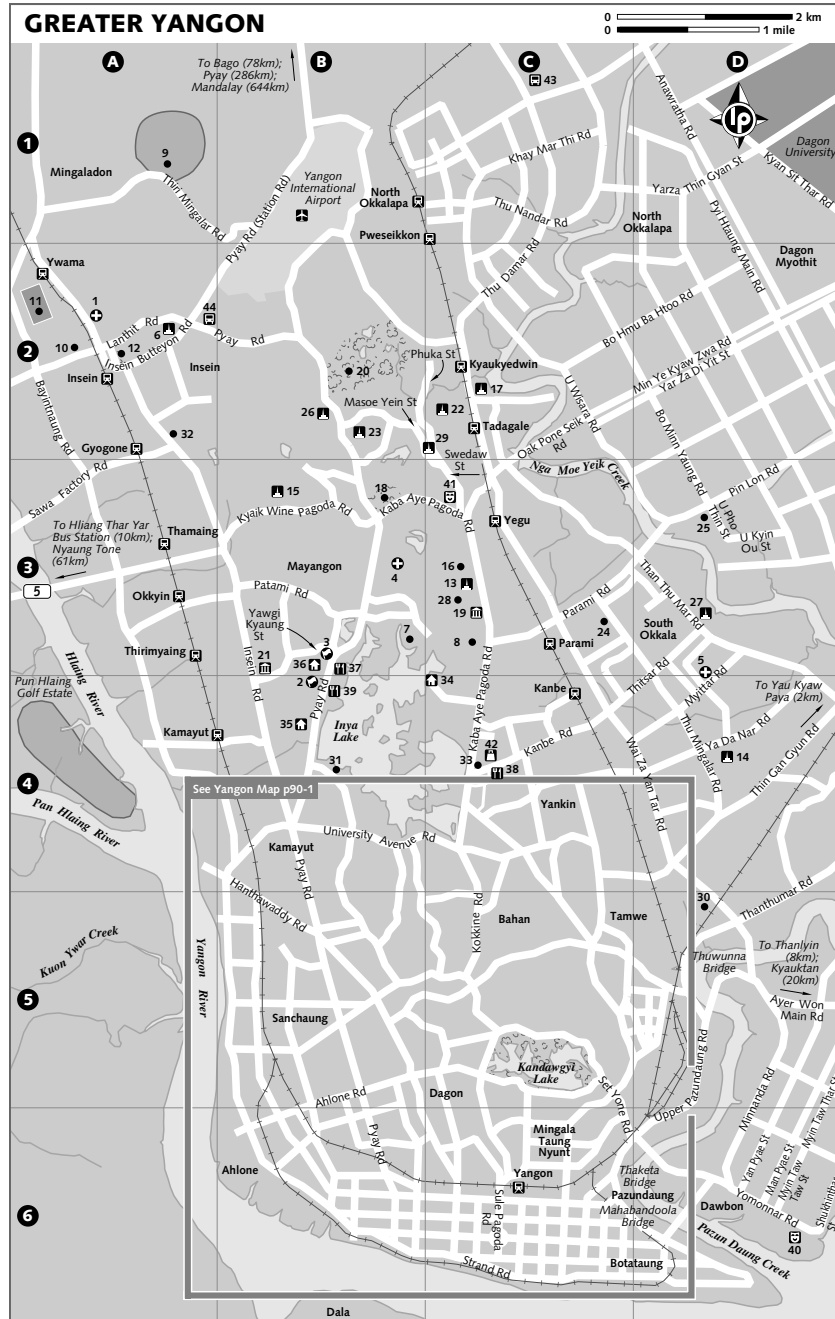 GREATER YANGON
0 2 km
0 1 mile
A
B
C
D
To Bago (78km);
Pyay (286km);
Mandalay (644km)
43
Anawratha Rd
lp
Dagon
University
1
9
Mingaladon
Thiri Mingalar Rd
Pyay Rd (Station Rd)
Yangon
International
Airport
North
Okkalapa
Khay Mar Thi Rd
Yarza Thin Gyan St
Kyan Sit Thar Rd
Thu Nandar Rd
North
Okkalapa
Pyi Htaung Main Rd
Pweseikkon
Dagon
Myothit
Ywama
Thu Damar Rd
11
1
44
6
Lanthit Rd
Pyay Rd
Bo Hmu Ba Htoo Rd
2
10
12
Insein Butteyon Rd
Insein
Phuka St
Min Ye Kyaw Zwa Rd
Yar Za Di Yit St
Insein
20
Kyaukyedwin
17
Masoe Yein St
U Wisara Rd
Bayintnaung Rd
26
22
23
Tadagale
Bo Minn Yaung Rd
32
29
Oak Pone Seik
Rd
Gyogone
Swedaw
St
Nga Moe Yeik Creek
Pin Lon Rd
Sawa Factory Rd
15
18
41
Kyaik Wine Pagoda Rd
Kaba Aye Pagoda Rd
Yegu
25
U Pho
Thin St
U Kyin
Ou St
To Hliang Thar Yar
Bus Station (10km);
Nyaung Tone
(61km)
Thamaing
3
Mayangon
4
16
13
Than Thu Mar Rd
5
Okkyin
Patami Rd
28
27
19
Parami Rd
24
South
Okkala
Yawgi
Kyaung
St
7
8
Parami
Hlaing River
Thirimyaing
21
Insein Rd
3
36
37
34
5
Pun Hlaing
Golf Estate
2
39
Pyay Rd
Kaba Aye Pagoda Rd
Kanbe
Thitsar Rd
Myittar Rd
To Yau Kyaw
Paya (2km)
35
Inya
Lake
Kamayut
42
Kanbe Rd
Thu Mingalar Rd
Ya Da Nar Rd
31
33
38
Wai Za Yan Tar Rd
14
Thin Gan Gyun Rd
4
See Yangon Map p90-1
Pan Hlaing River
Yankin
University Avenue Rd
Kamayut
Pyay Rd
Hanthawaddy Rd
Kokkine Rd
Bahan
Tamwe
30
Thanthumar Rd
Kuon Ywar Creek
Yangon River
Thuwunna
Bridge
To Thanlyin
(8km);
Kyauktan
(20km)
5
Sanchaung
Ayer Won
Main Rd
Kandawgyi
Lake
Upper Pazundaung Rd
Minnanda Rd
Ahlone Rd
Dagon
Set Yone Rd
Pyay Rd
Mingala
Taung
Nyunt
Yan Pyae St
Man Pyae St
Myin Taw
Taw St
Myin Taw Thar St
Ahlone
Yangon
Thaketa
Bridge
Pazundaung
Mahabandoola
Bridge
Dawbon
6
Sule Pagoda
Rd
Yomonnar Rd
40
Strand Rd
Botataung
Pazun Daung Creek
Dala